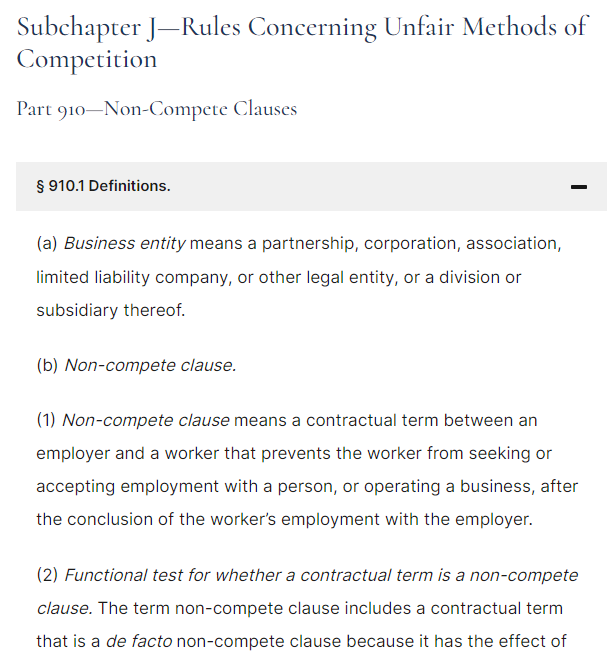 Subchapter J—Rules Concerning Unfair Methods of
Competition
Part 910—Non-Compete Clauses
§ 910.1 Definitions.
(a) Business entity means a partnership, corporation, association,
limited liability company, or other legal entity, or a division or
subsidiary thereof.
(b) Non-compete clause.
(1) Non-compete clause means a contractual term between an
employer and a worker that prevents the worker from seeking or
accepting employment with a person, or operating a business, after
the conclusion of the worker’s employment with the employer.
(2) Functional test for whether a contractual term is a non-compete
clause. The term non-compete clause includes a contractual term
that is a de facto non-compete clause because it has the effect of